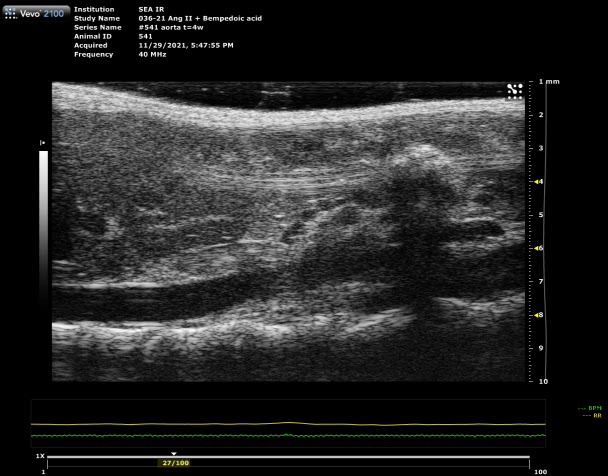 Vevo 2100
Institution SEA IR
Study Name 036-21 Ang II + Bempedoic acid
Series Name #541 aorta t=4w
Animal ID 541
Acquired 11/29/2021, 5:47:55 PM
Frequency 40 MHz
1 mm
2
3
4
5
6
7
8
9
10
BPM
RR
1X
27/100
1
100